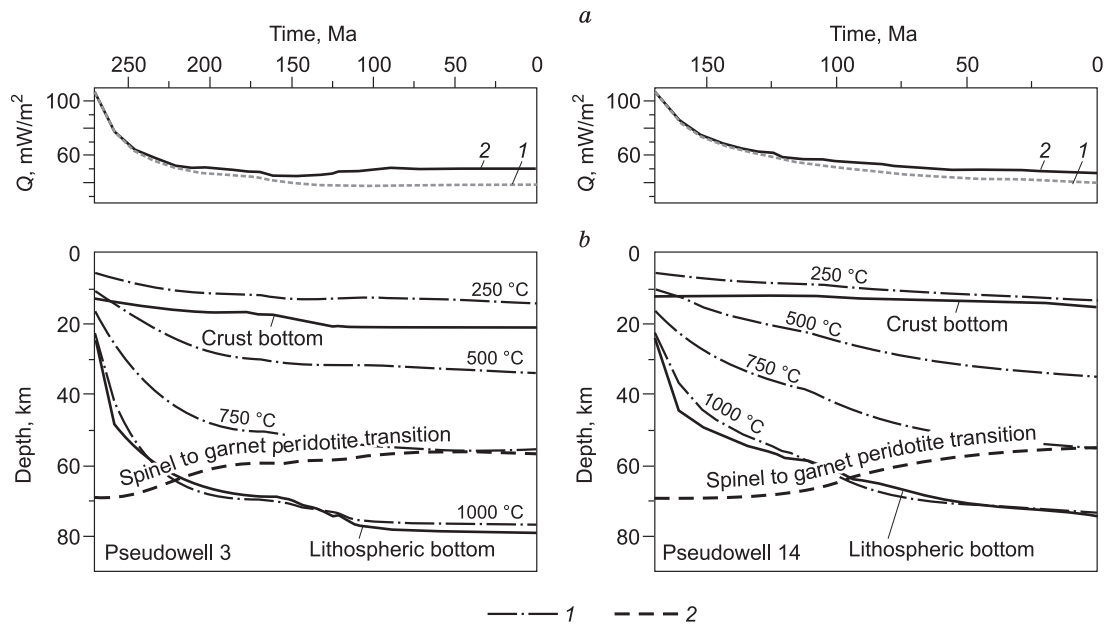 a
Time, Ma
Time, Ma
250 200 150 100 50 0
150 100 50 0
Q, mW/m²
100
60
2 1
Q, mW/m²
100
60
2 1
b
Depth, km
0
20
40
60
80
250 °C
Crust bottom
500 °C
750 °C
Spinel to garnet peridotite transition
1000 °C
Lithospheric bottom
Pseudowell 3
Depth, km
0
20
40
60
80
250 °C
Crust bottom
500 °C
750 °C
1000 °C
Spinel to garnet peridotite transition
Lithospheric bottom
Pseudowell 14
1 2